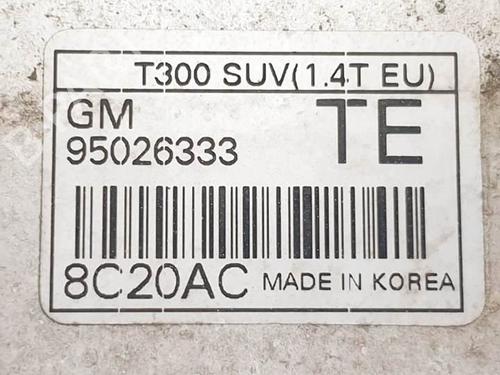 T300 SUV(1.4T EU)
GM
95026333
TE
8C20AC MADE IN KOREA